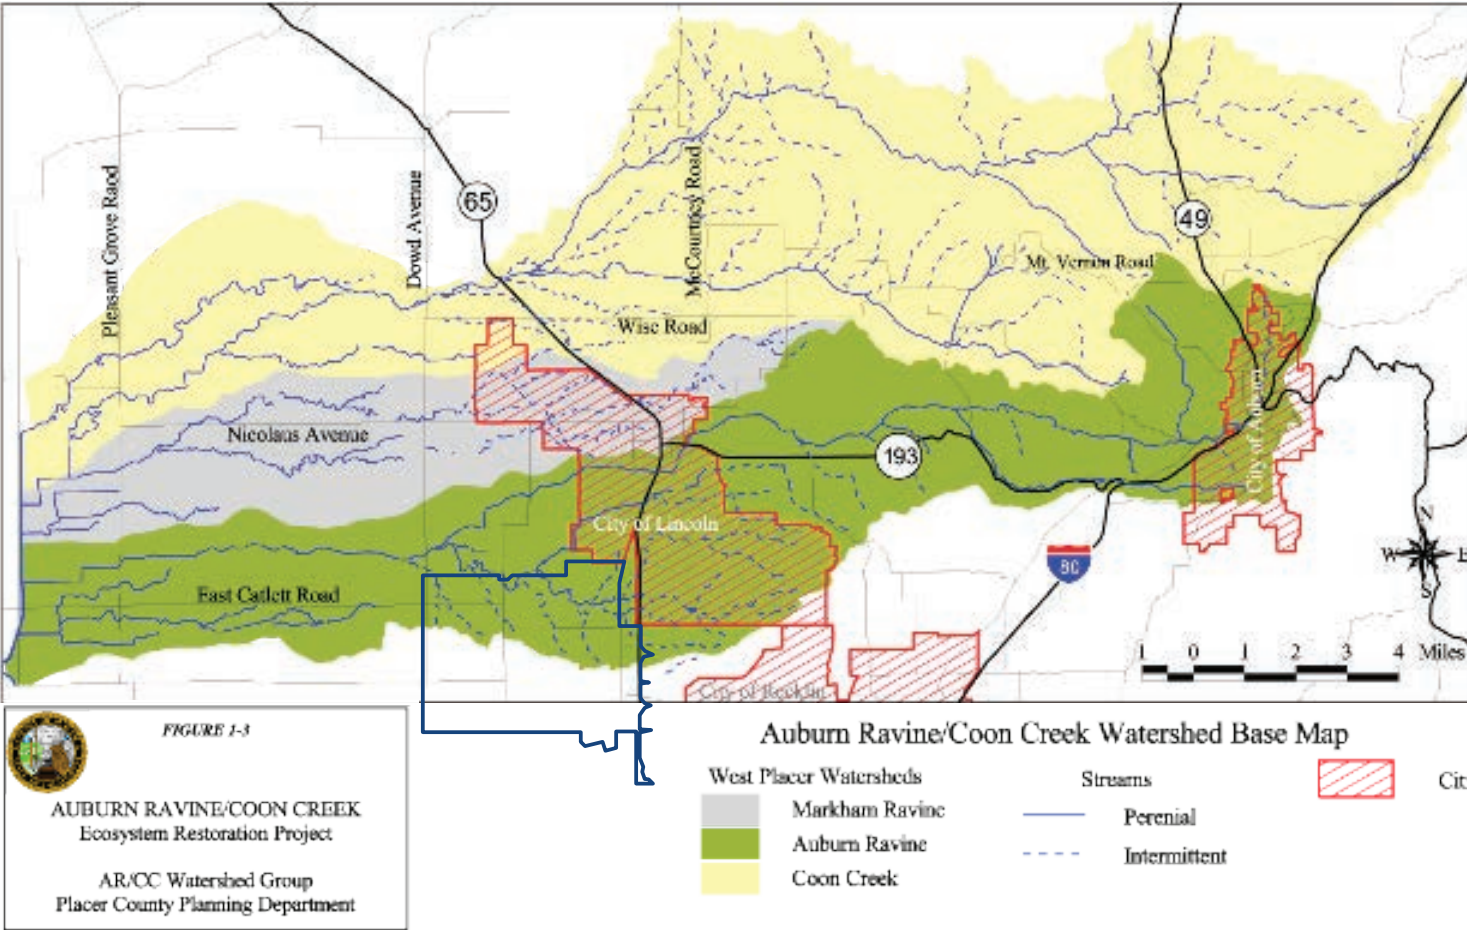 65
49
193
80
Pleasant Grove Raod
Dowd Avenue
McCourtney Road
Mt. Vernon Road
Wise Road
Nicolaus Avenue
City of Lincoln
City of Auburn
East Catlett Road
City of Rocklin
N
W E
S
1 0 1 2 3 4 Miles
FIGURE 1-3
AUBURN RAVINE/COON CREEK
Ecosystem Restoration Project
AR/CC Watershed Group
Placer County Planning Department
Auburn Ravine/Coon Creek Watershed Base Map
West Placer Watersheds
Markham Ravine
Auburn Ravine
Coon Creek
Streams
Perenial
Intermittent
Cit